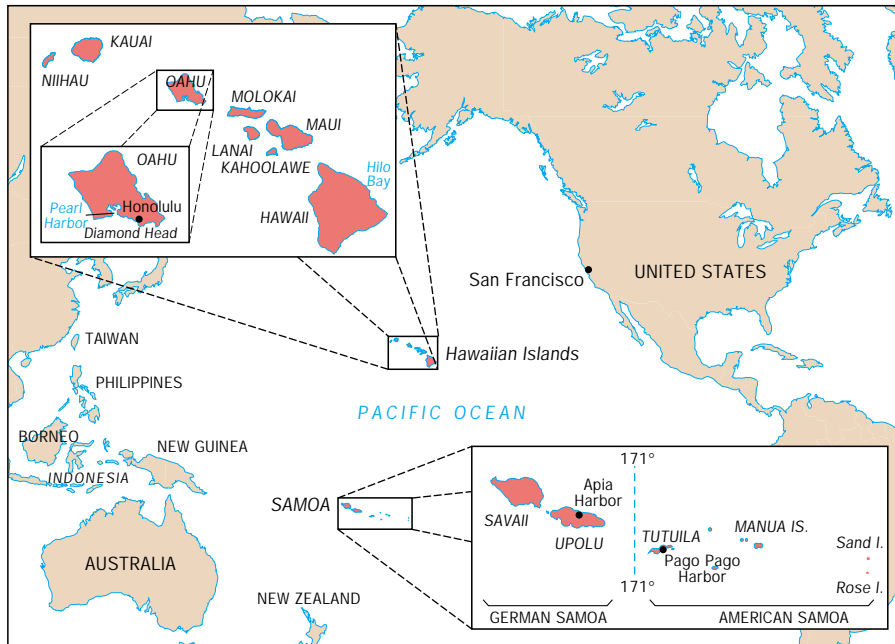 KAUAI
NIIHAU
OAHU
MOLOKAI
MAUI
LANAI
KAHOOLAWE
Hilo
Bay
HAWAII
OAHU
Pearl
Harbor
Honolulu
Diamond Head
San Francisco
UNITED STATES
TAIWAN
Hawaiian Islands
PHILIPPINES
PACIFIC OCEAN
BORNEO
NEW GUINEA
INDONESIA
SAMOA
AUSTRALIA
NEW ZEALAND
171°
Apia
Harbor
SAVAII
UPOLU
TUTUILA
MANUA IS.
Pago Pago
Harbor
Sand I.
Rose I.
171°
GERMAN SAMOA
AMERICAN SAMOA